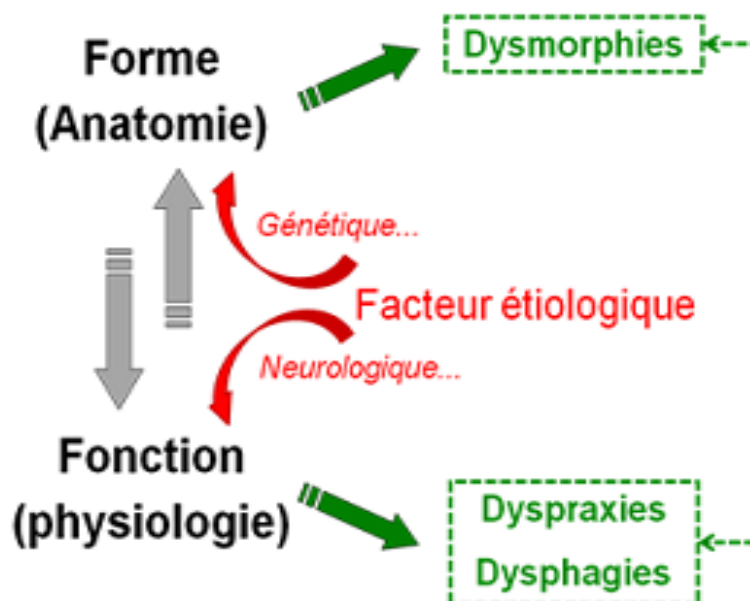 Forme
(Anatomie)
Dysmorphies
Génétique...
Facteur étiologique
Neurologique...
Fonction
(physiologie)
Dyspraxies
Dysphagies